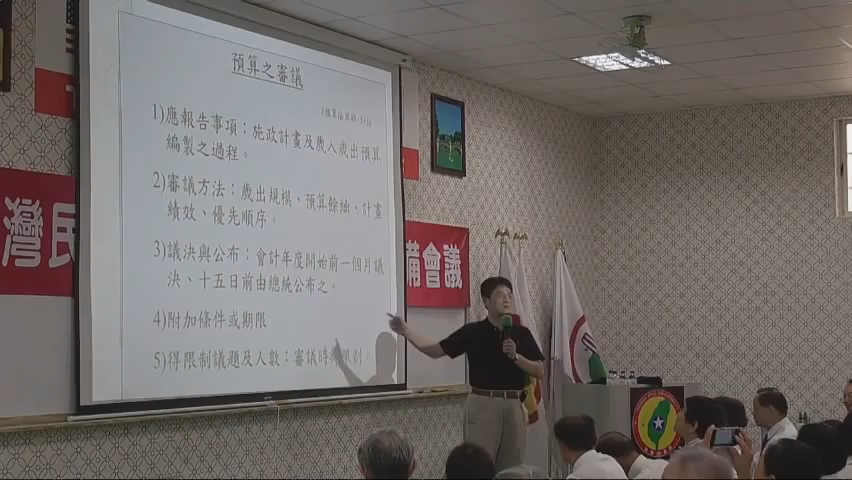 預算之審議
1)應報告事項：施政計畫及歲入歲出預算
編製之過程。
2)審議方法：歲出規模、預算餘絀、計畫
績效、優先順序。
3)議決與公布：會計年度開始前一個月議
決、十五日前由總統公布之。
4)附加條件或期限
5)得限制議題及人數：審議時
灣民
備會議